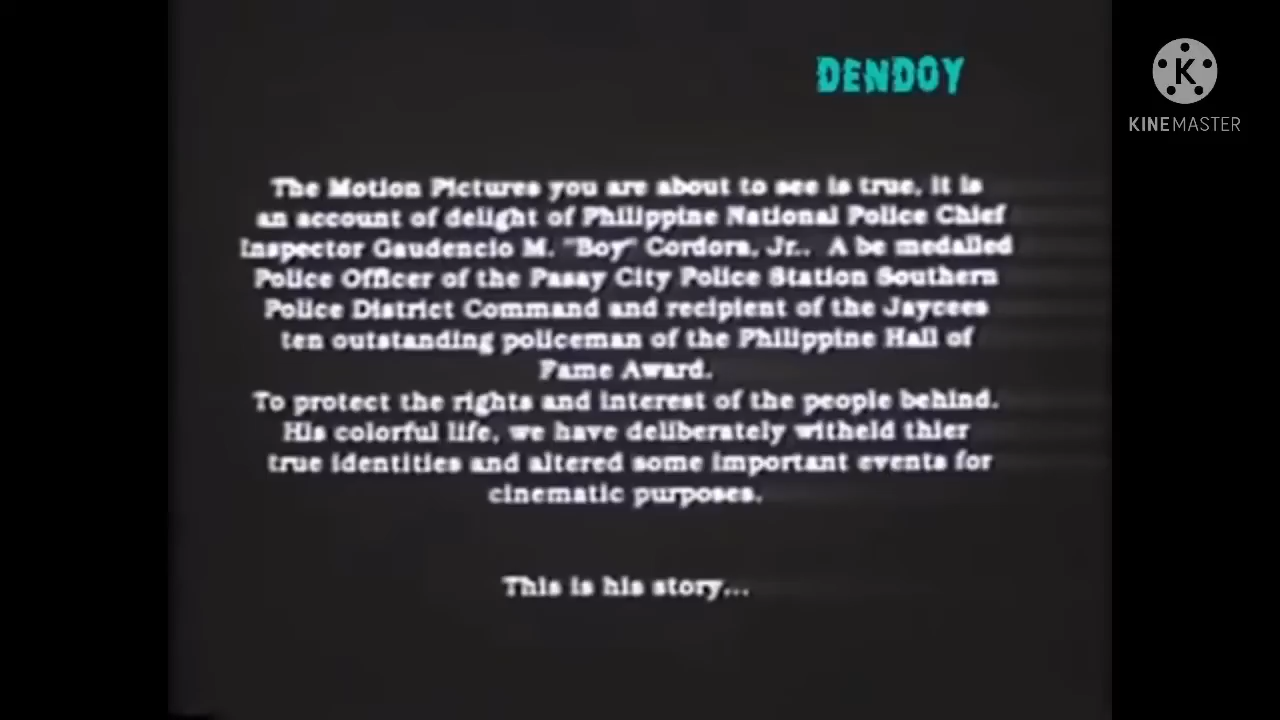 DENDOY
KINEMASTER
The Motion Pictures you are about to see is true, it is
an account of delight of Philippine National Police Chief
Inspector Gaudencio M. "Boy" Cordora, Jr.. A be medalled
Police Officer of the Pasay City Police Station Southern
Police District Command and recipient of the Jaycees
ten outstanding policeman of the Philippine Hall of
Fame Award.
To protect the rights and interest of the people behind.
His colorful life, we have deliberately witheld thier
true identities and altered some important events for
cinematic purposes.
This is his story...